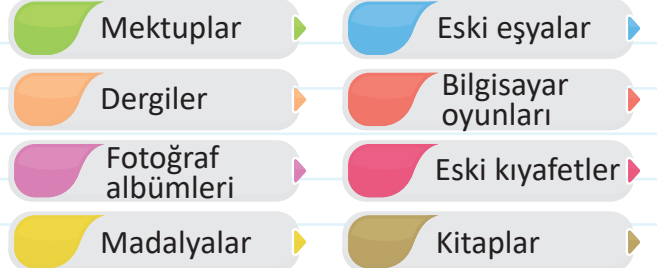 Mektuplar
Eski eşyalar
Dergiler
Bilgisayar
oyunları
Fotoğraf
albümleri
Eski kıyafetler
Madalyalar
Kitaplar